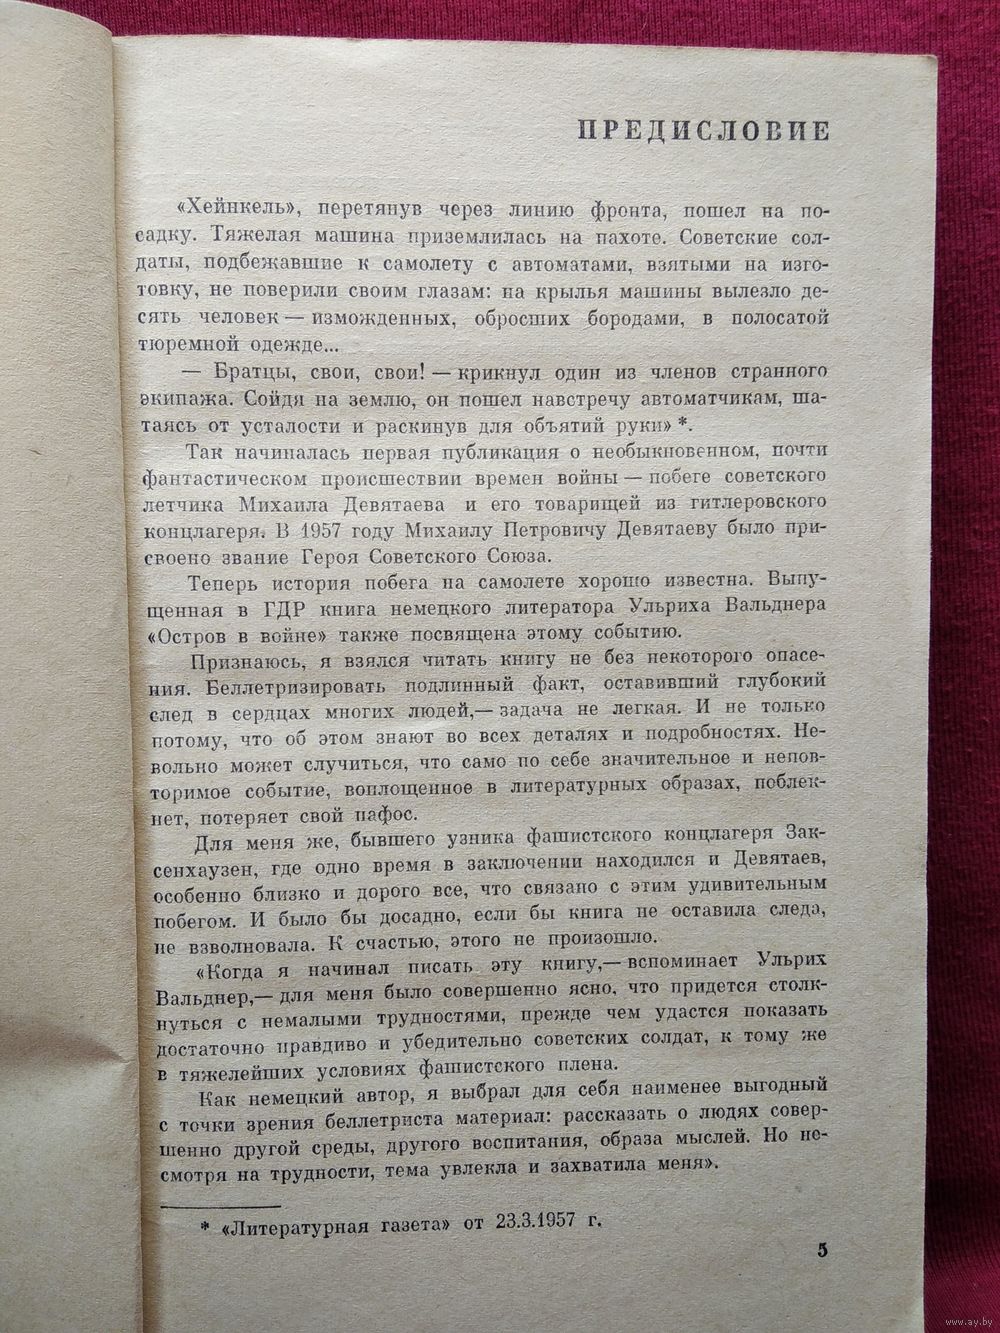 ПРЕДИСЛОВИЕ
«Хейнкель», перетянув через линию фронта, пошел на по-
садку. Тяжелая машина приземлилась на пахоте. Советские сол-
даты, подбежавшие к самолету с автоматами, взятыми на изго-
товку, не поверили своим глазам: на крылья машины вылезло де-
сять человек — изможденных, обросших бородами, в полосатой
тюремной одежде...
— Братцы, свои, свои! — крикнул один из членов странного
экипажа. Сойдя на землю, он пошел навстречу автоматчикам, ша-
таясь от усталости и раскинув для объятий руки» *.
Так начиналась первая публикация о необыкновенном, почти
фантастическом происшествии времен войны — побеге советского
летчика Михаила Девятаева и его товарищей из гитлеровского
концлагеря. В 1957 году Михаилу Петровичу Девятаеву было при-
своено звание Героя Советского Союза.
Теперь история побега на самолете хорошо известна. Выпу-
щенная в ГДР книга немецкого литератора Ульриха Вальднера
«Остров в войне» также посвящена этому событию.
Признаюсь, я взялся читать книгу не без некоторого опасе-
ния. Беллетризировать подлинный факт, оставивший глубокий
след в сердцах многих людей,— задача не легкая. И не только
потому, что об этом знают во всех деталях и подробностях. Не-
вольно может случиться, что само по себе значительное и непов-
торимое событие, воплощенное в литературных образах, поблек-
нет, потеряет свой пафос.
Для меня же, бывшего узника фашистского концлагеря Зак-
сенхаузен, где одно время в заключении находился и Девятаев,
особенно близко и дорого все, что связано с этим удивительным
побегом. И было бы досадно, если бы книга не оставила следа,
не взволновала. К счастью, этого не произошло.
«Когда я начинал писать эту книгу,— вспоминает Ульрих
Вальднер,— для меня было совершенно ясно, что придется столк-
нуться с немалыми трудностями, прежде чем удастся показать
достаточно правдиво и убедительно советских солдат, к тому же
в тяжелейших условиях фашистского плена.
Как немецкий автор, я выбрал для себя наименее выгодный
с точки зрения беллетриста материал: рассказать о людях совер-
шенно другой среды, другого воспитания, образа мыслей. Но не-
смотря на трудности, тема увлекла и захватила меня».
* «Литературная газета» от 23.3.1957 г.
5
www.ay.by